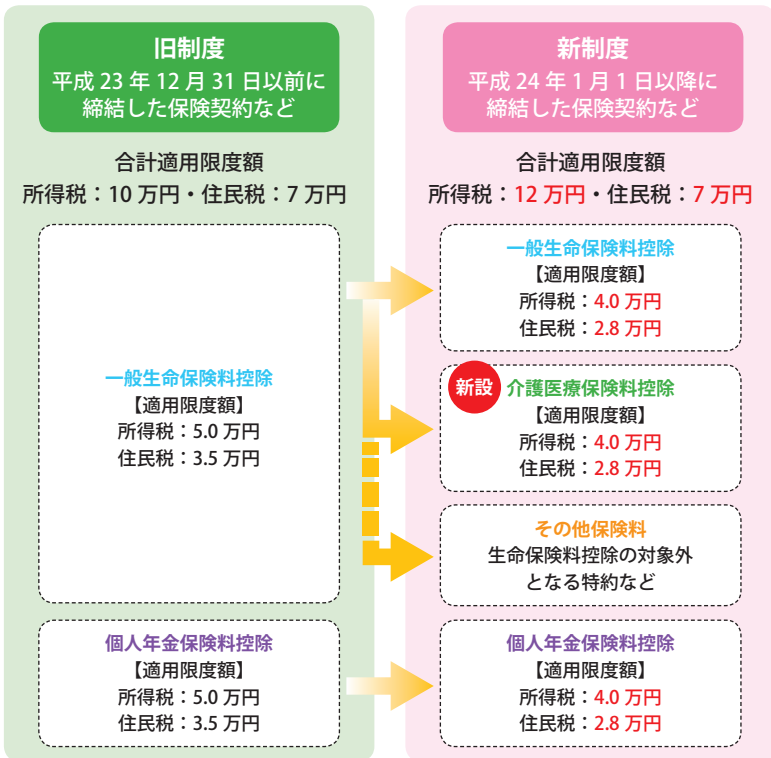 旧制度
平成 23 年 12 月 31 日以前に
締結した保険契約など
合計適用限度額
所得税：10 万円・住民税：7 万円
一般生命保険料控除
【適用限度額】
所得税：5.0 万円
住民税：3.5 万円
個人年金保険料控除
【適用限度額】
所得税：5.0 万円
住民税：3.5 万円
新制度
平成 24 年 1 月 1 日以降に
締結した保険契約など
合計適用限度額
所得税：12 万円・住民税：7 万円
一般生命保険料控除
【適用限度額】
所得税：4.0 万円
住民税：2.8 万円
新設 介護医療保険料控除
【適用限度額】
所得税：4.0 万円
住民税：2.8 万円
その他保険料
生命保険料控除の対象外
となる特約など
個人年金保険料控除
【適用限度額】
所得税：4.0 万円
住民税：2.8 万円